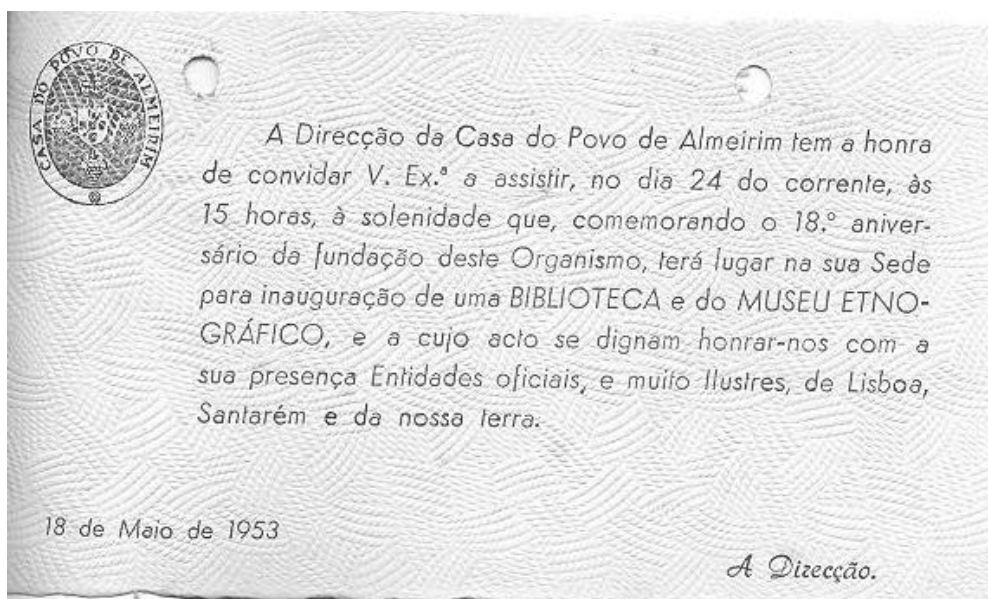 CASA DO POVO DE ALMEIRIM
A Direcção da Casa do Povo de Almeirim tem a honra
de convidar V. Ex.ª a assistir, no dia 24 do corrente, às
15 horas, à solenidade que, comemorando o 18.º aniver-
sário da fundação deste Organismo, terá lugar na sua Sede
para inauguração de uma BIBLIOTECA e do MUSEU ETNO-
GRÁFICO, e a cujo acto se dignam honrar-nos com a
sua presença Entidades oficiais, e muito Ilustres, de Lisboa,
Santarém e da nossa terra.
18 de Maio de 1953
A Direcção.